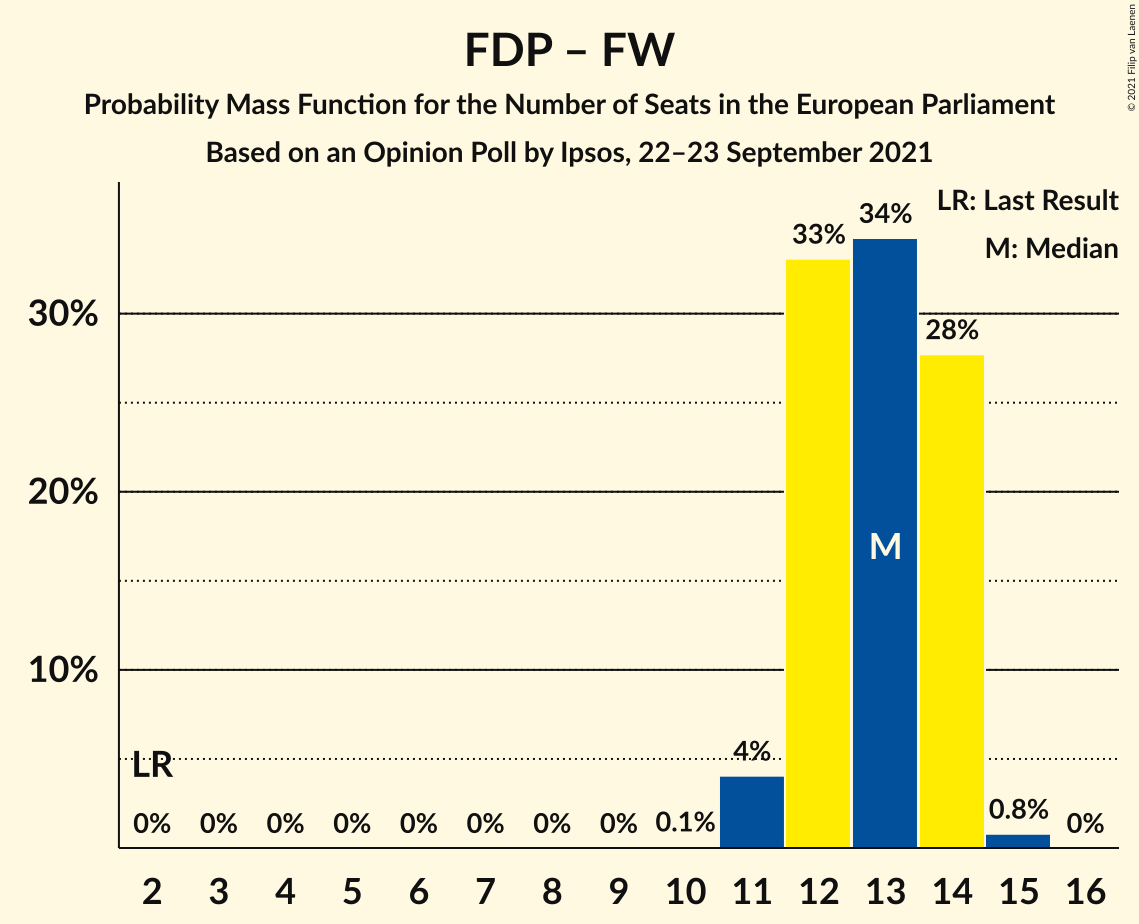 FDP – FW
Probability Mass Function for the Number of Seats in the European Parliament
Based on an Opinion Poll by Ipsos, 22–23 September 2021
© 2021 Filip van Laenen
LR: Last Result
M: Median
30%
20%
10%
LR
0% 0% 0% 0% 0% 0% 0% 0% 0.1% 4% 33% 34% 28% 0.8% 0%
M
2 3 4 5 6 7 8 9 10 11 12 13 14 15 16